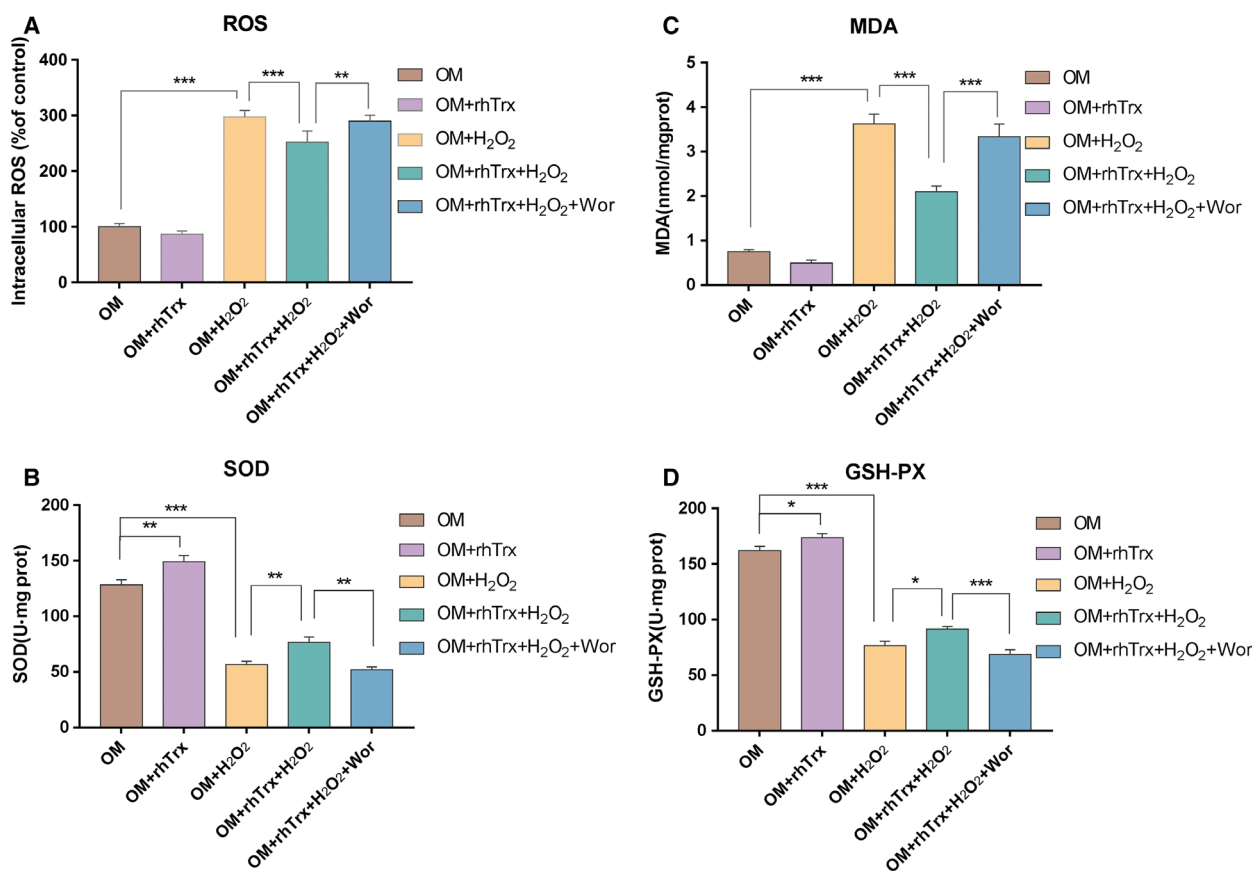 A
ROS
Intracellular ROS (%of control)
400
300
200
100
0
***
***
**
OM
OM+rhTrx
OM+H₂O₂
OM+rhTrx+H₂O₂
OM+rhTrx+H₂O₂+Wor
OM
OM+rhTrx
OM+H₂O₂
OM+rhTrx+H₂O₂
OM+rhTrx+H₂O₂+Wor
C
MDA
MDA(nmol/mgprot)
5
4
3
2
1
0
***
***
***
OM
OM+rhTrx
OM+H₂O₂
OM+rhTrx+H₂O₂
OM+rhTrx+H₂O₂+Wor
OM
OM+rhTrx
OM+H₂O₂
OM+rhTrx+H₂O₂
OM+rhTrx+H₂O₂+Wor
B
SOD
SOD(U·mg prot)
200
150
100
50
0
***
**
**
**
OM
OM+rhTrx
OM+H₂O₂
OM+rhTrx+H₂O₂
OM+rhTrx+H₂O₂+Wor
OM
OM+rhTrx
OM+H₂O₂
OM+rhTrx+H₂O₂
OM+rhTrx+H₂O₂+Wor
D
GSH-PX
GSH-PX(U·mg prot)
200
150
100
50
0
***
*
*
***
OM
OM+rhTrx
OM+H₂O₂
OM+rhTrx+H₂O₂
OM+rhTrx+H₂O₂+Wor
OM
OM+rhTrx
OM+H₂O₂
OM+rhTrx+H₂O₂
OM+rhTrx+H₂O₂+Wor